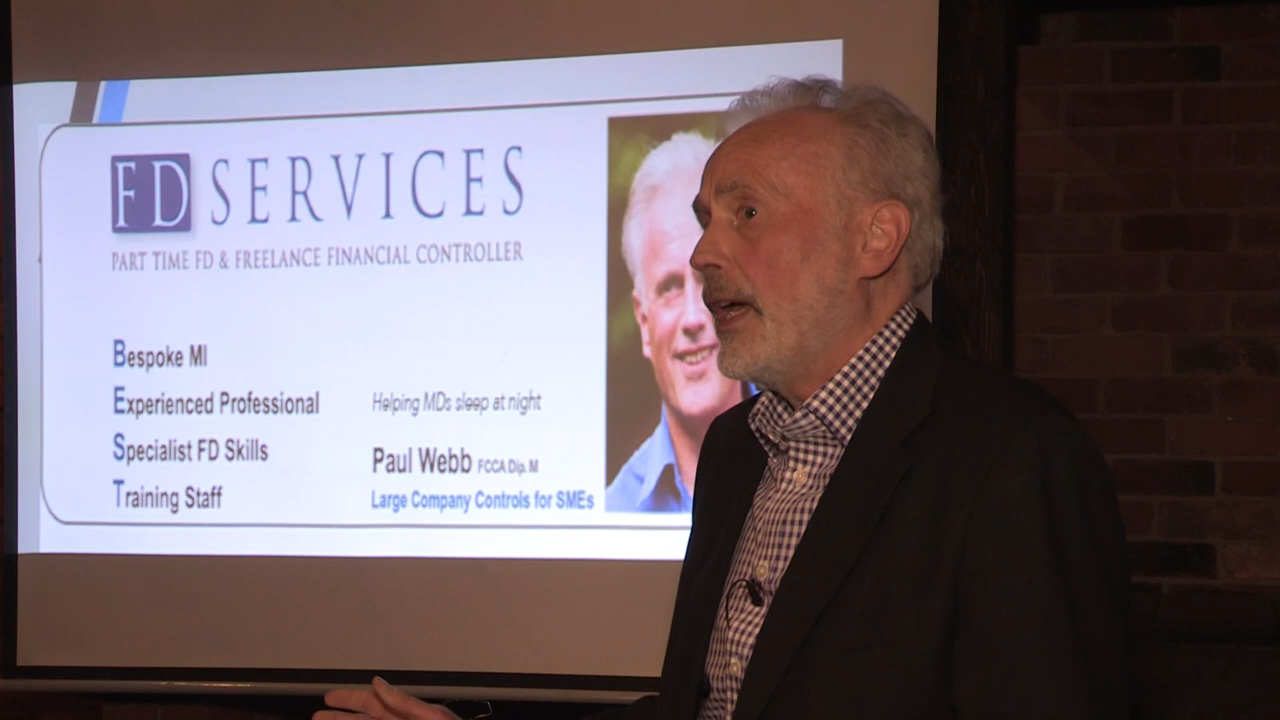 FD SERVICES
PART TIME FD & FREELANCE FINANCIAL CONTROLLER
Bespoke MI
Experienced Professional
Helping MDs sleep at night
Specialist FD Skills
Paul Webb FCCA Dip. M
Training Staff
Large Company Controls for SMEs